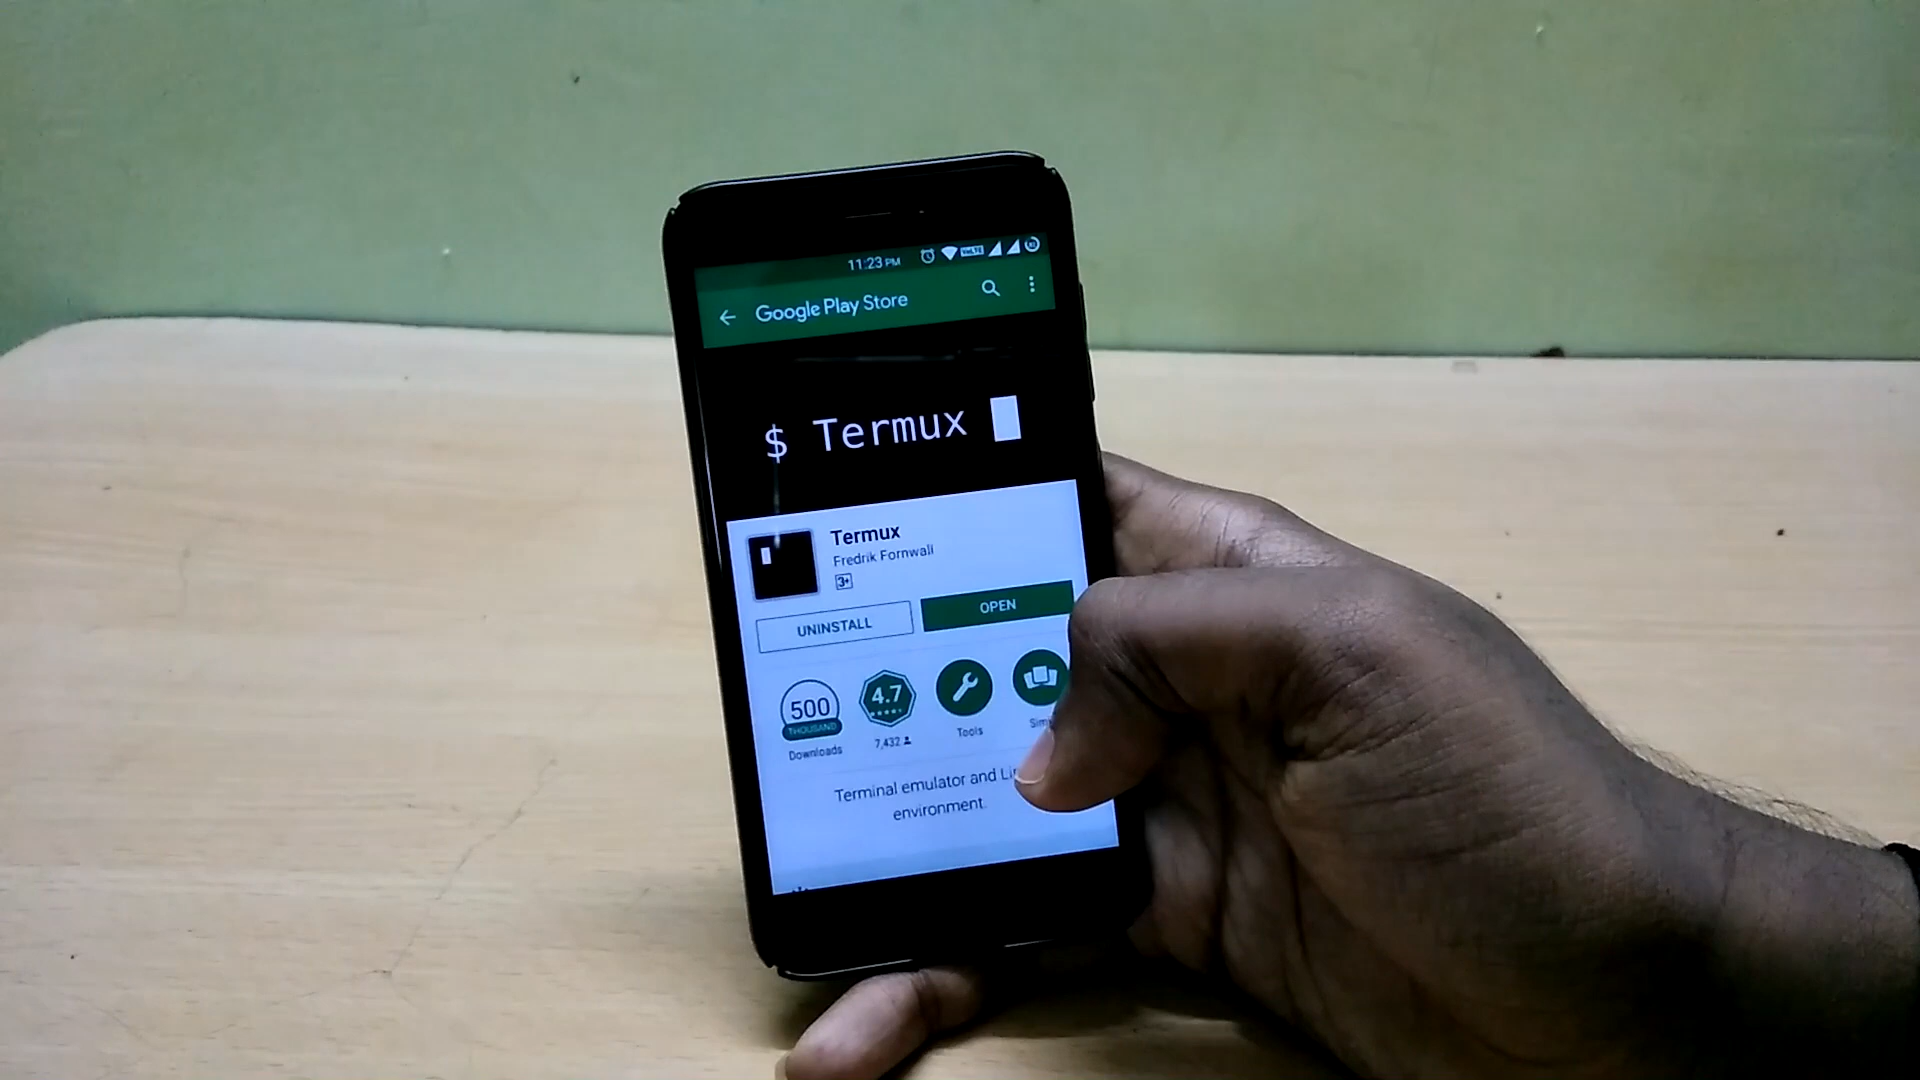 11:23 PM VoLTE
Google Play Store
$ Termux
Termux
Fredrik Fornwall
3+
UNINSTALL
OPEN
500
THOUSAND
Downloads
4.7
7,432
Tools
Terminal emulator and
environment.